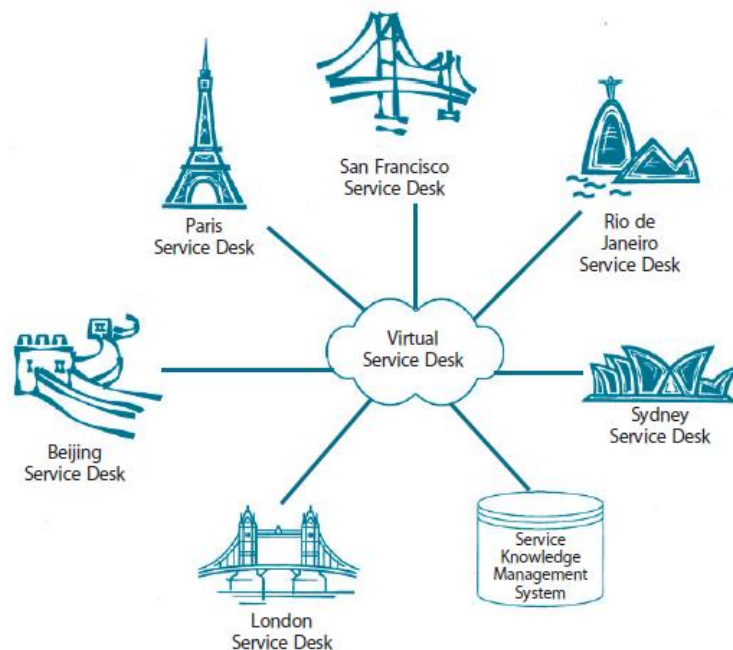 San Francisco
Service Desk
Paris
Service Desk
Rio de
Janeiro
Service Desk
Virtual
Service Desk
Beijing
Service Desk
Sydney
Service Desk
Service
Knowledge
Management
System
London
Service Desk